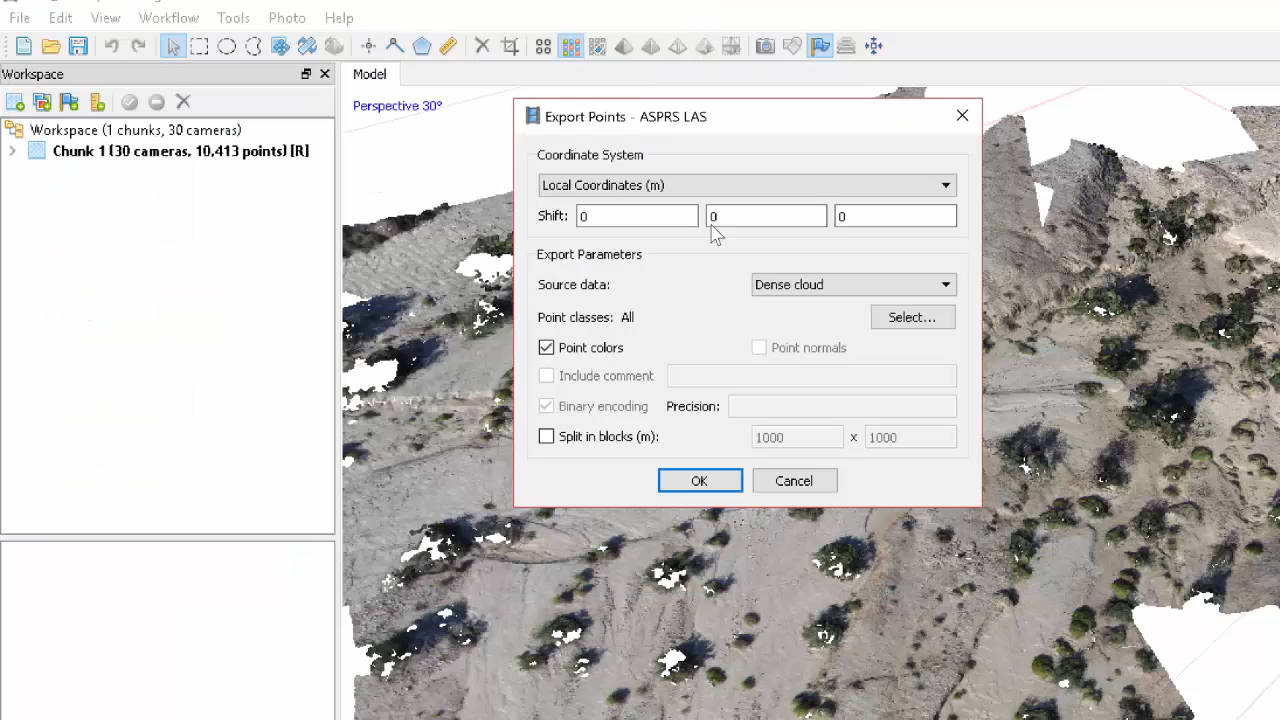 File Edit View Workflow Tools Photo Help
Workspace
Model
Perspective 30°
Workspace (1 chunks, 30 cameras)
Chunk 1 (30 cameras, 10,413 points) [R]
Export Points - ASPRS LAS
Coordinate System
Local Coordinates (m)
Shift: 0 0 0
Export Parameters
Source data: Dense cloud
Point classes: All Select...
Point colors Point normals
Include comment
Binary encoding Precision:
Split in blocks (m): 1000 x 1000
OK Cancel